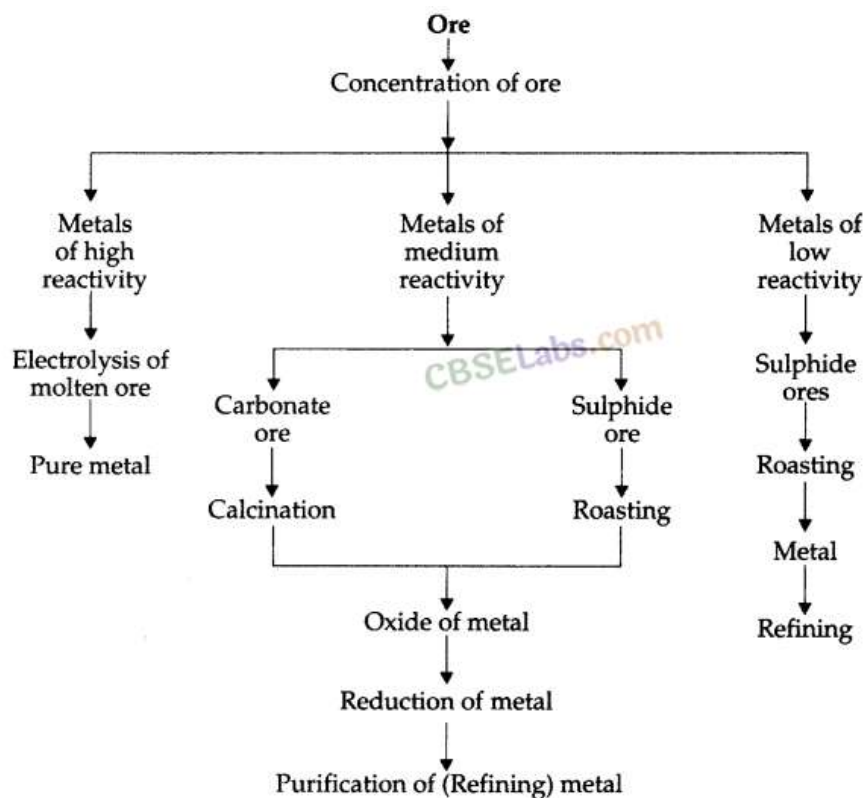 Ore
Concentration of ore
Metals
of high
reactivity
Metals of
medium
reactivity
Metals of
low
reactivity
Electrolysis of
molten ore
Pure metal
CBSELabs.com
Carbonate
ore
Sulphide
ore
Calcination
Roasting
Sulphide
ores
Roasting
Metal
Refining
Oxide of metal
Reduction of metal
Purification of (Refining) metal